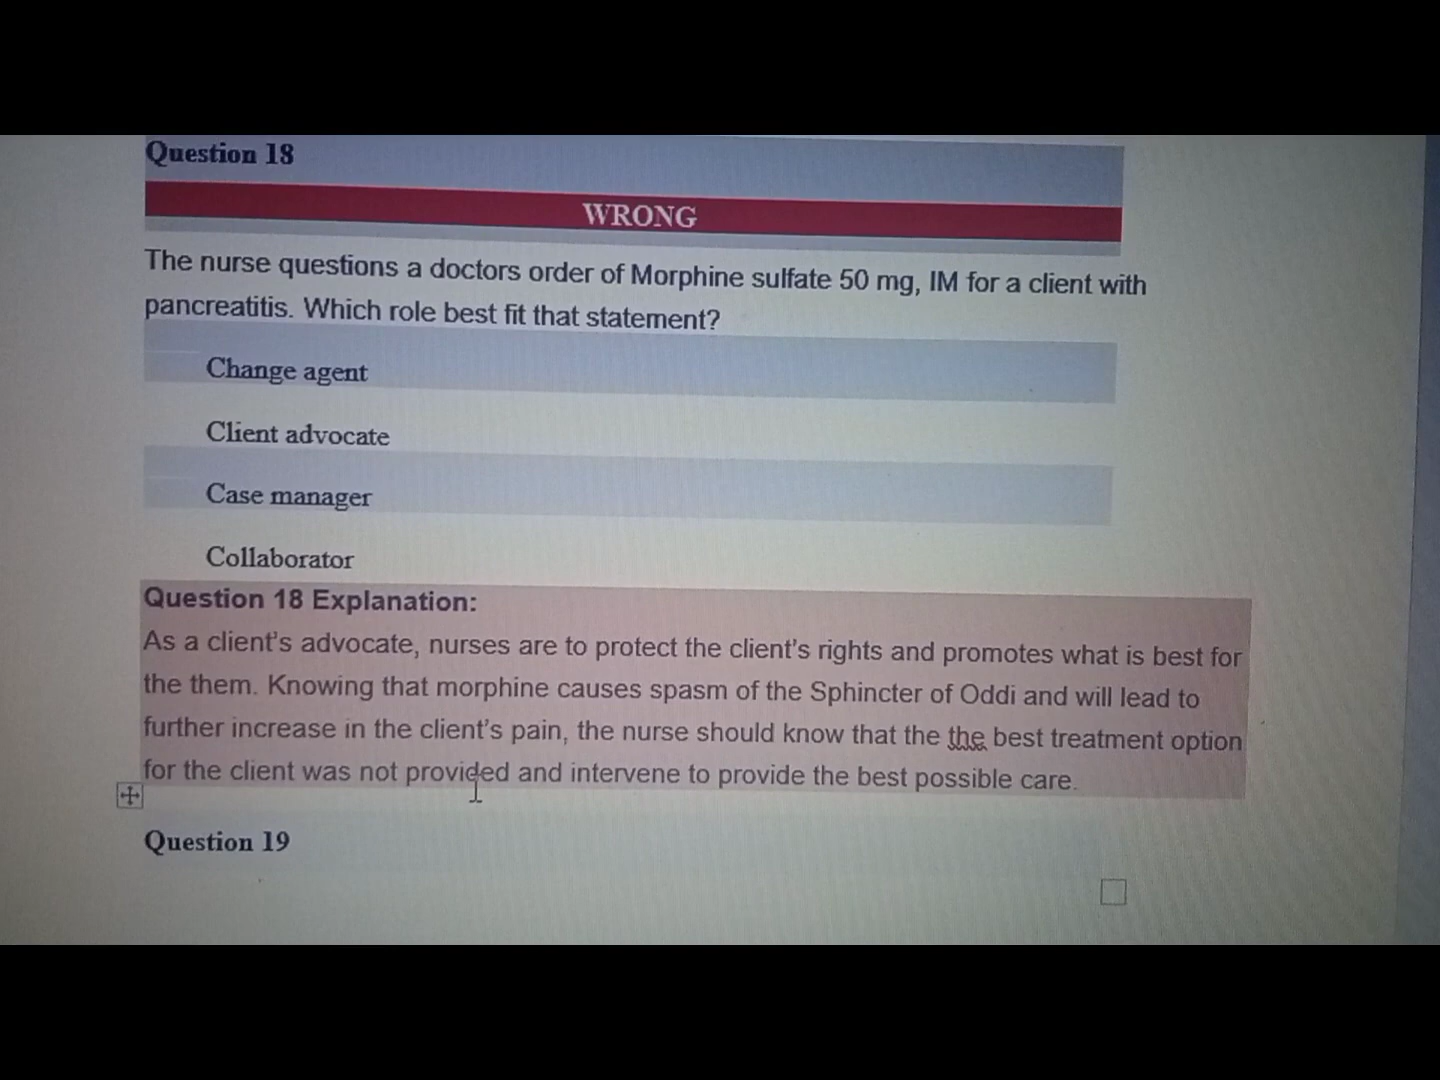 Question 18
WRONG
The nurse questions a doctors order of Morphine sulfate 50 mg, IM for a client with
pancreatitis. Which role best fit that statement?
Change agent
Client advocate
Case manager
Collaborator
Question 18 Explanation:
As a client's advocate, nurses are to protect the client's rights and promotes what is best for
the them. Knowing that morphine causes spasm of the Sphincter of Oddi and will lead to
further increase in the client's pain, the nurse should know that the the best treatment option
for the client was not provided and intervene to provide the best possible care.
Question 19